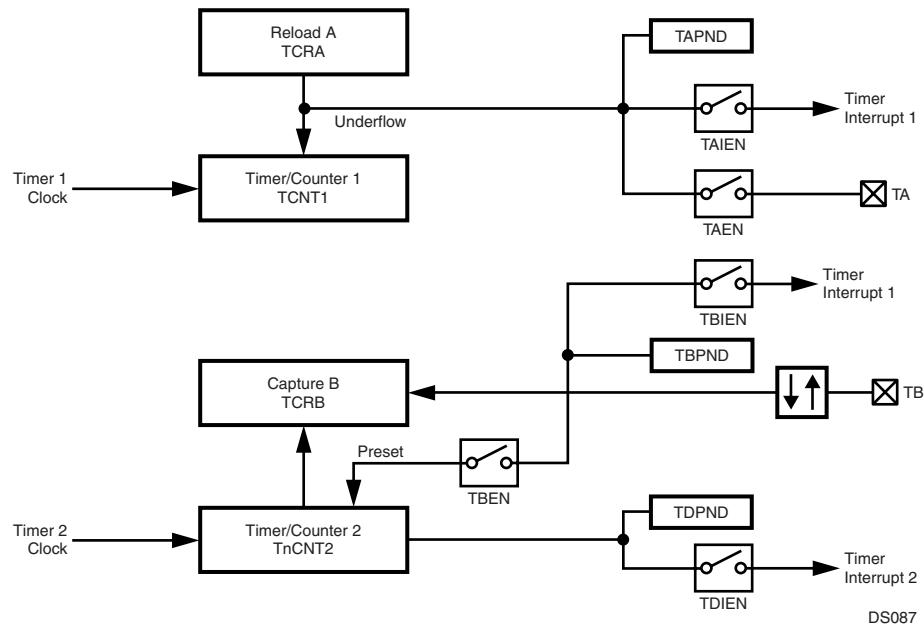 Reload A
TCRA
TAPND
Underflow
Timer
Interrupt 1
TAIEN
Timer 1
Clock
Timer/Counter 1
TCNT1
TA
TAEN
Timer
Interrupt 1
TBIEN
TBPND
Capture B
TCRB
TB
Preset
TBEN
TDPND
Timer 2
Clock
Timer/Counter 2
TnCNT2
Timer
Interrupt 2
TDIEN
DS087